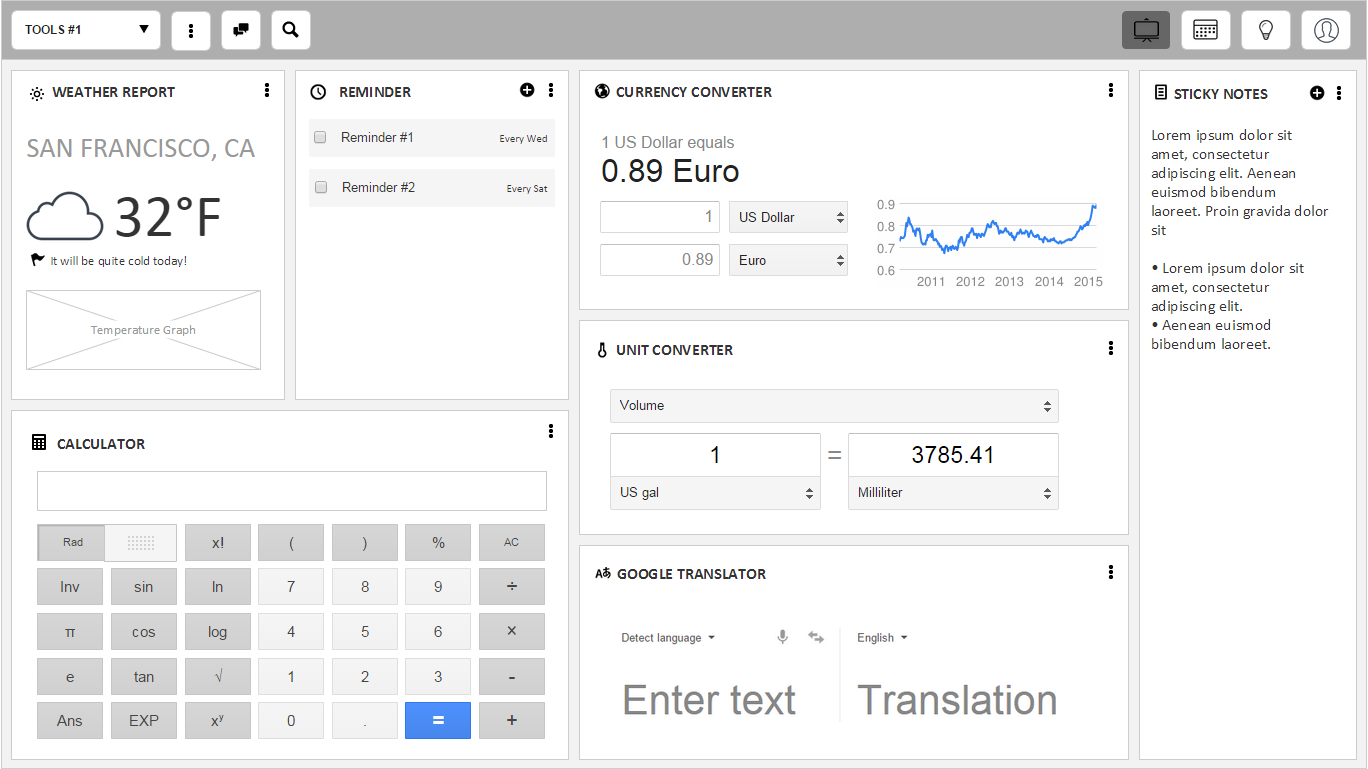 TOOLS #1
WEATHER REPORT
SAN FRANCISCO, CA
32°F
It will be quite cold today!
Temperature Graph
REMINDER
Reminder #1 Every Wed
Reminder #2 Every Sat
CURRENCY CONVERTER
1 US Dollar equals
0.89 Euro
1 US Dollar
0.89 Euro
0.9
0.8
0.7
0.6
2011 2012 2013 2014 2015
STICKY NOTES
Lorem ipsum dolor sit
amet, consectetur
adipiscing elit. Aenean
euismod bibendum
laoreet. Proin gravida dolor
sit
• Lorem ipsum dolor sit
amet, consectetur
adipiscing elit.
• Aenean euismod
bibendum laoreet.
CALCULATOR
Rad x! ( ) % AC
Inv sin ln 7 8 9 ÷
π cos log 4 5 6 ×
e tan √ 1 2 3 -
Ans EXP xʸ 0 . = +
UNIT CONVERTER
Volume
1 = 3785.41
US gal Milliliter
Aあ GOOGLE TRANSLATOR
Detect language English
Enter text Translation